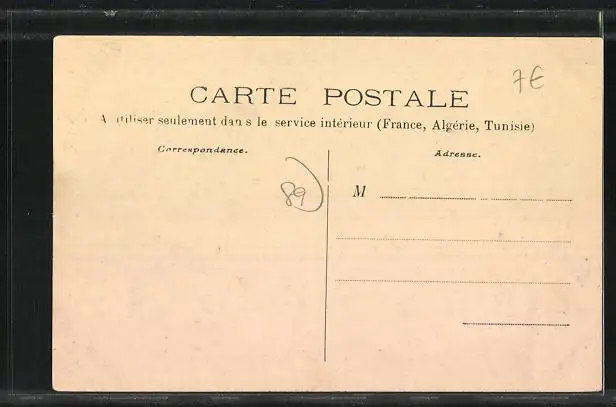 7€
CARTE POSTALE
A utiliser seulement dans le service intérieur (France, Algérie, Tunisie)
Correspondance.
Adresse.
89
M